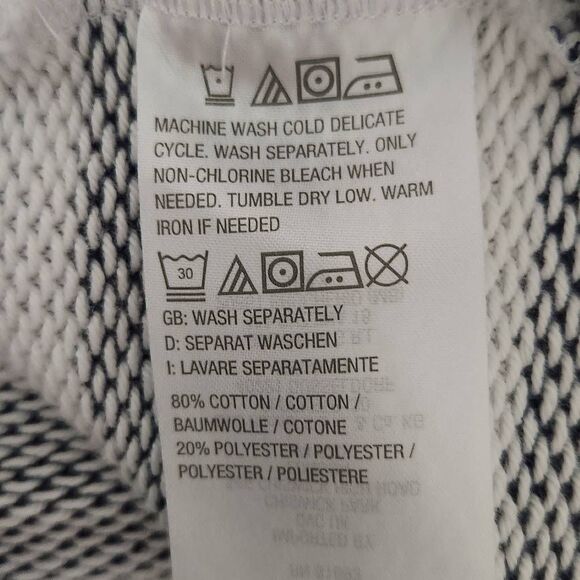 MACHINE WASH COLD DELICATE
CYCLE. WASH SEPARATELY. ONLY
NON-CHLORINE BLEACH WHEN
NEEDED. TUMBLE DRY LOW. WARM
IRON IF NEEDED
30
GB: WASH SEPARATELY
D: SEPARAT WASCHEN
I: LAVARE SEPARATAMENTE
80% COTTON / COTTON /
BAUMWOLLE / COTONE
20% POLYESTER / POLYESTER /
POLYESTER / POLIESTERE